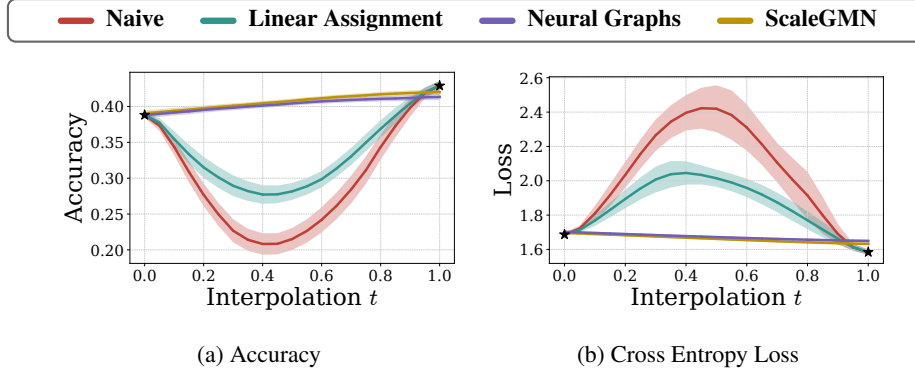 Naive Linear Assignment Neural Graphs ScaleGMN
0.40
0.35
0.30
0.25
0.20
Accuracy
0.0 0.2 0.4 0.6 0.8 1.0
Interpolation t
2.6
2.4
2.2
2.0
1.8
1.6
Loss
0.0 0.2 0.4 0.6 0.8 1.0
Interpolation t
(a) Accuracy
(b) Cross Entropy Loss